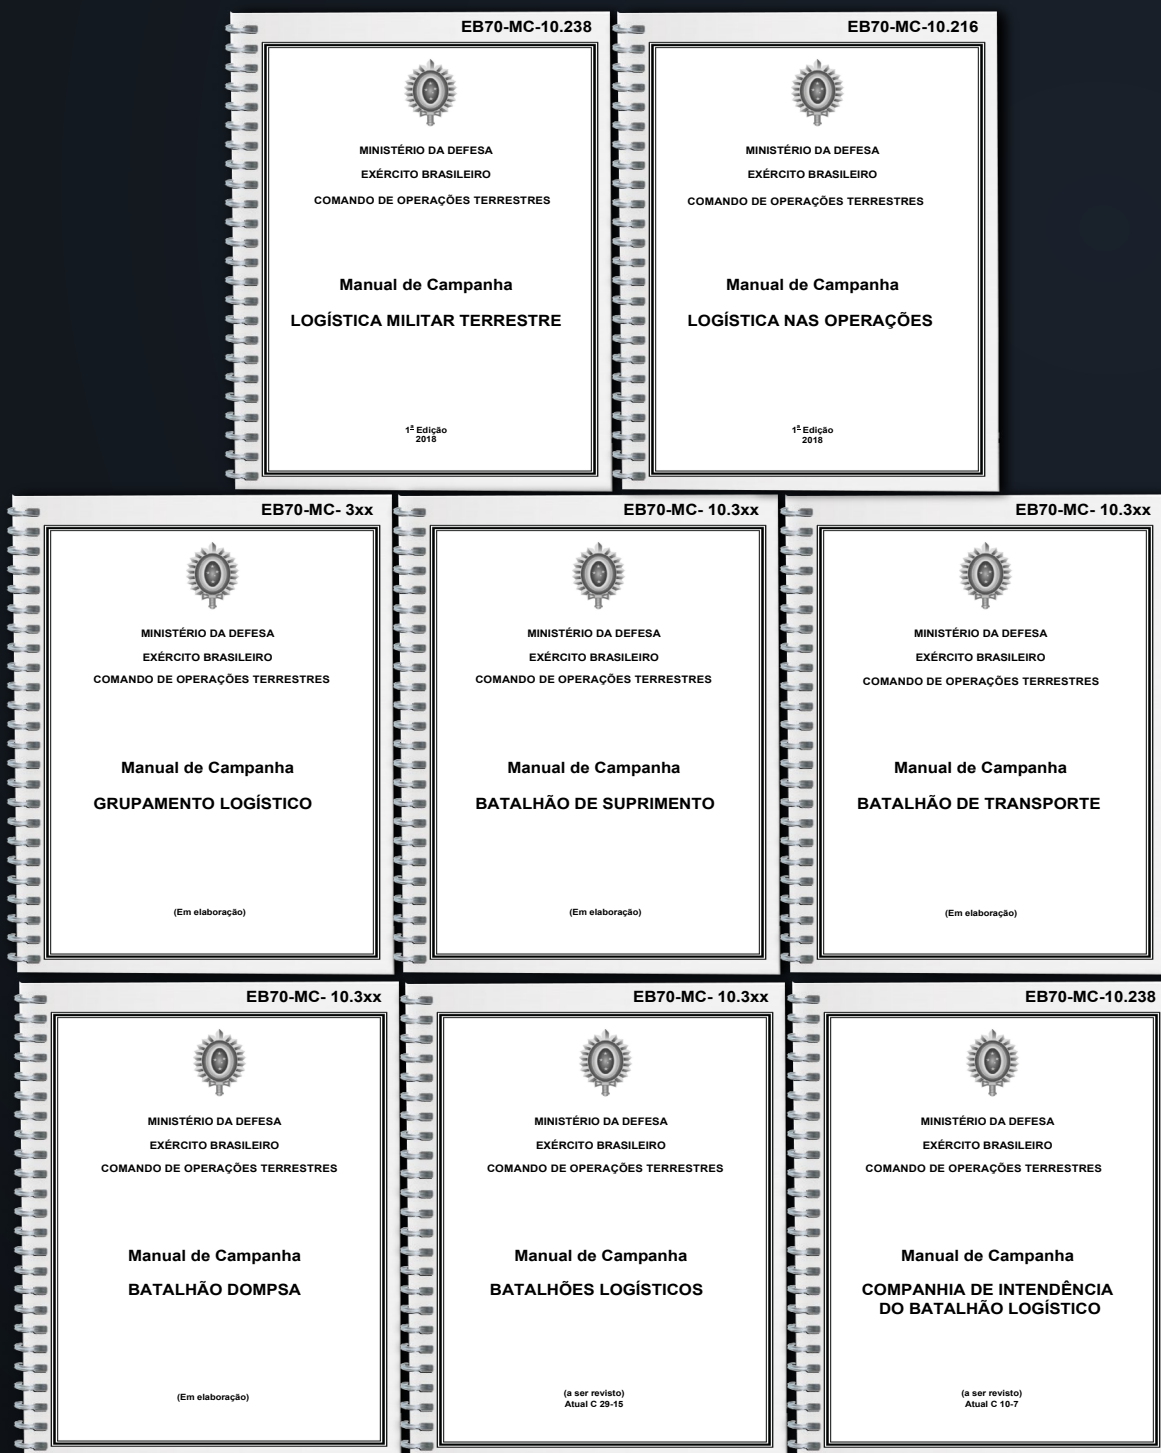 EB70-MC-10.238
MINISTÉRIO DA DEFESA
EXÉRCITO BRASILEIRO
COMANDO DE OPERAÇÕES TERRESTRES
Manual de Campanha
LOGÍSTICA MILITAR TERRESTRE
1ª Edição
2018
EB70-MC-10.216
MINISTÉRIO DA DEFESA
EXÉRCITO BRASILEIRO
COMANDO DE OPERAÇÕES TERRESTRES
Manual de Campanha
LOGÍSTICA NAS OPERAÇÕES
1ª Edição
2018
EB70-MC- 3xx
MINISTÉRIO DA DEFESA
EXÉRCITO BRASILEIRO
COMANDO DE OPERAÇÕES TERRESTRES
Manual de Campanha
GRUPAMENTO LOGÍSTICO
(Em elaboração)
EB70-MC- 10.3xx
MINISTÉRIO DA DEFESA
EXÉRCITO BRASILEIRO
COMANDO DE OPERAÇÕES TERRESTRES
Manual de Campanha
BATALHÃO DE SUPRIMENTO
(Em elaboração)
EB70-MC- 10.3xx
MINISTÉRIO DA DEFESA
EXÉRCITO BRASILEIRO
COMANDO DE OPERAÇÕES TERRESTRES
Manual de Campanha
BATALHÃO DE TRANSPORTE
(Em elaboração)
EB70-MC- 10.3xx
MINISTÉRIO DA DEFESA
EXÉRCITO BRASILEIRO
COMANDO DE OPERAÇÕES TERRESTRES
Manual de Campanha
BATALHÃO DOMPSA
(Em elaboração)
EB70-MC- 10.3xx
MINISTÉRIO DA DEFESA
EXÉRCITO BRASILEIRO
COMANDO DE OPERAÇÕES TERRESTRES
Manual de Campanha
BATALHÕES LOGÍSTICOS
(a ser revisto)
Atual C 29-15
EB70-MC-10.238
MINISTÉRIO DA DEFESA
EXÉRCITO BRASILEIRO
COMANDO DE OPERAÇÕES TERRESTRES
Manual de Campanha
COMPANHIA DE INTENDÊNCIA
DO BATALHÃO LOGÍSTICO
(a ser revisto)
Atual C 10-7